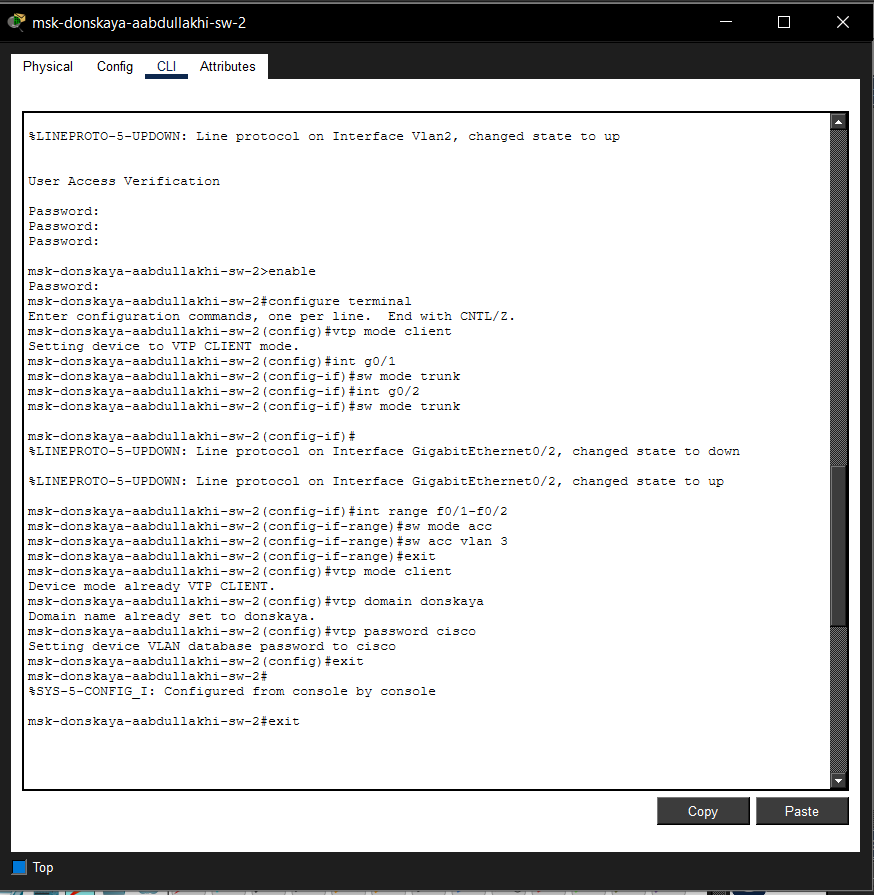 msk-donskaya-aabdullakhi-sw-2
Physical Config CLI Attributes
%LINEPROTO-5-UPDOWN: Line protocol on Interface Vlan2, changed state to up
User Access Verification
Password:
Password:
Password:
msk-donskaya-aabdullakhi-sw-2>enable
Password:
msk-donskaya-aabdullakhi-sw-2#configure terminal
Enter configuration commands, one per line.  End with CNTL/Z.
msk-donskaya-aabdullakhi-sw-2(config)#vtp mode client
Setting device to VTP CLIENT mode.
msk-donskaya-aabdullakhi-sw-2(config)#int g0/1
msk-donskaya-aabdullakhi-sw-2(config-if)#sw mode trunk
msk-donskaya-aabdullakhi-sw-2(config-if)#int g0/2
msk-donskaya-aabdullakhi-sw-2(config-if)#sw mode trunk
msk-donskaya-aabdullakhi-sw-2(config-if)#
%LINEPROTO-5-UPDOWN: Line protocol on Interface GigabitEthernet0/2, changed state to down
%LINEPROTO-5-UPDOWN: Line protocol on Interface GigabitEthernet0/2, changed state to up
msk-donskaya-aabdullakhi-sw-2(config-if)#int range f0/1-f0/2
msk-donskaya-aabdullakhi-sw-2(config-if-range)#sw mode acc
msk-donskaya-aabdullakhi-sw-2(config-if-range)#sw acc vlan 3
msk-donskaya-aabdullakhi-sw-2(config-if-range)#exit
msk-donskaya-aabdullakhi-sw-2(config)#vtp mode client
Device mode already VTP CLIENT.
msk-donskaya-aabdullakhi-sw-2(config)#vtp domain donskaya
Domain name already set to donskaya.
msk-donskaya-aabdullakhi-sw-2(config)#vtp password cisco
Setting device VLAN database password to cisco
msk-donskaya-aabdullakhi-sw-2(config)#exit
msk-donskaya-aabdullakhi-sw-2#
%SYS-5-CONFIG_I: Configured from console by console
msk-donskaya-aabdullakhi-sw-2#exit
Copy Paste
Top